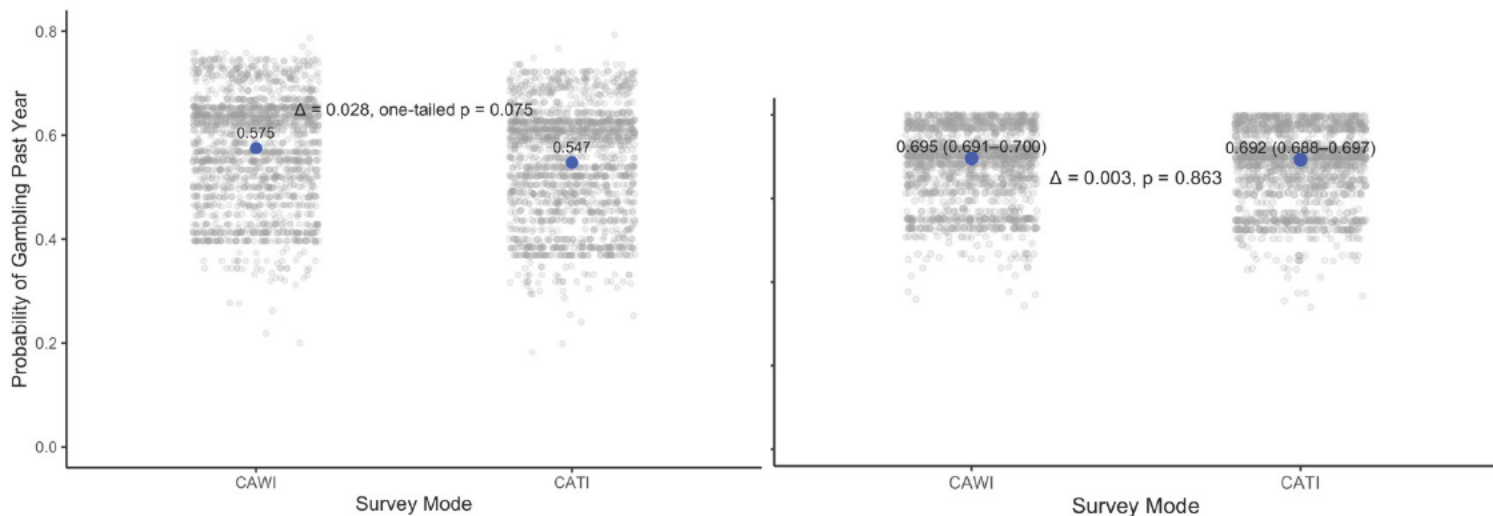 Probability of Gambling Past Year
0.8
0.6
0.4
0.2
0.0
Δ = 0.028, one-tailed p = 0.075
0.575
0.547
CAWI
CATI
Survey Mode
0.695 (0.691–0.700)
0.692 (0.688–0.697)
Δ = 0.003, p = 0.863
CAWI
CATI
Survey Mode